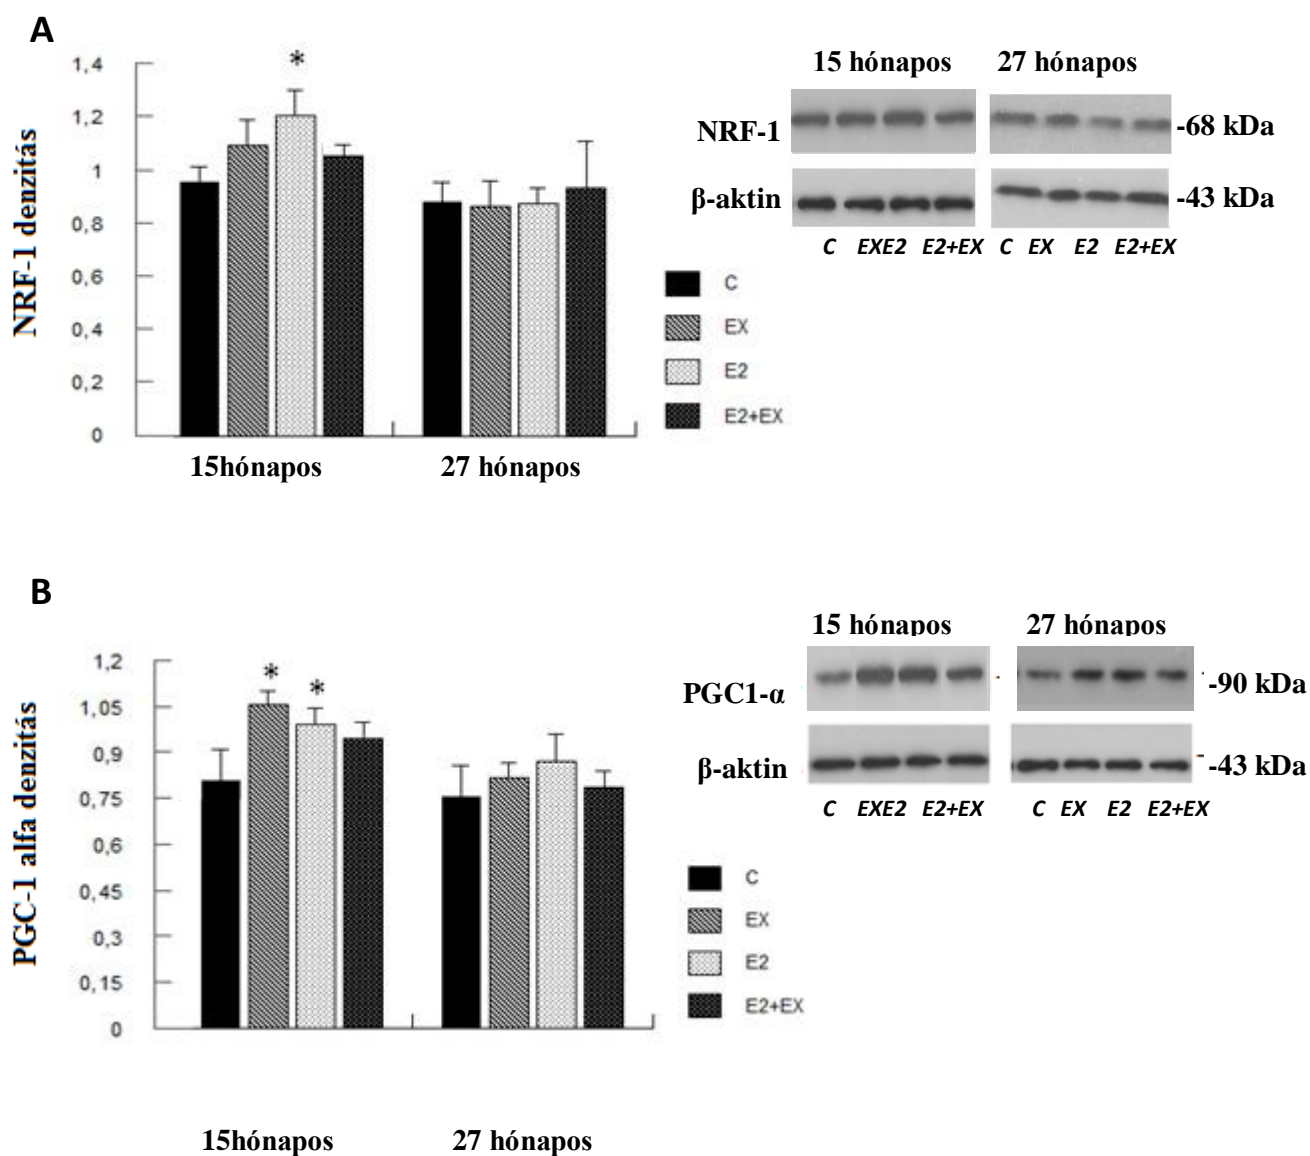 A
NRF-1 denzitás
1,4
1,2
1
0,8
0,6
0,4
0,2
0
*
15hónapos 27 hónapos
15 hónapos 27 hónapos
NRF-1 -68 kDa
β-aktin -43 kDa
C EXE2 E2+EX C EX E2 E2+EX
C
EX
E2
E2+EX
B
PGC-1 alfa denzitás
1,2
1,05
0,9
0,75
0,6
0,45
0,3
0,15
0
* *
15hónapos 27 hónapos
15 hónapos 27 hónapos
PGC1-α -90 kDa
β-aktin -43 kDa
C EXE2 E2+EX C EX E2 E2+EX
C
EX
E2
E2+EX